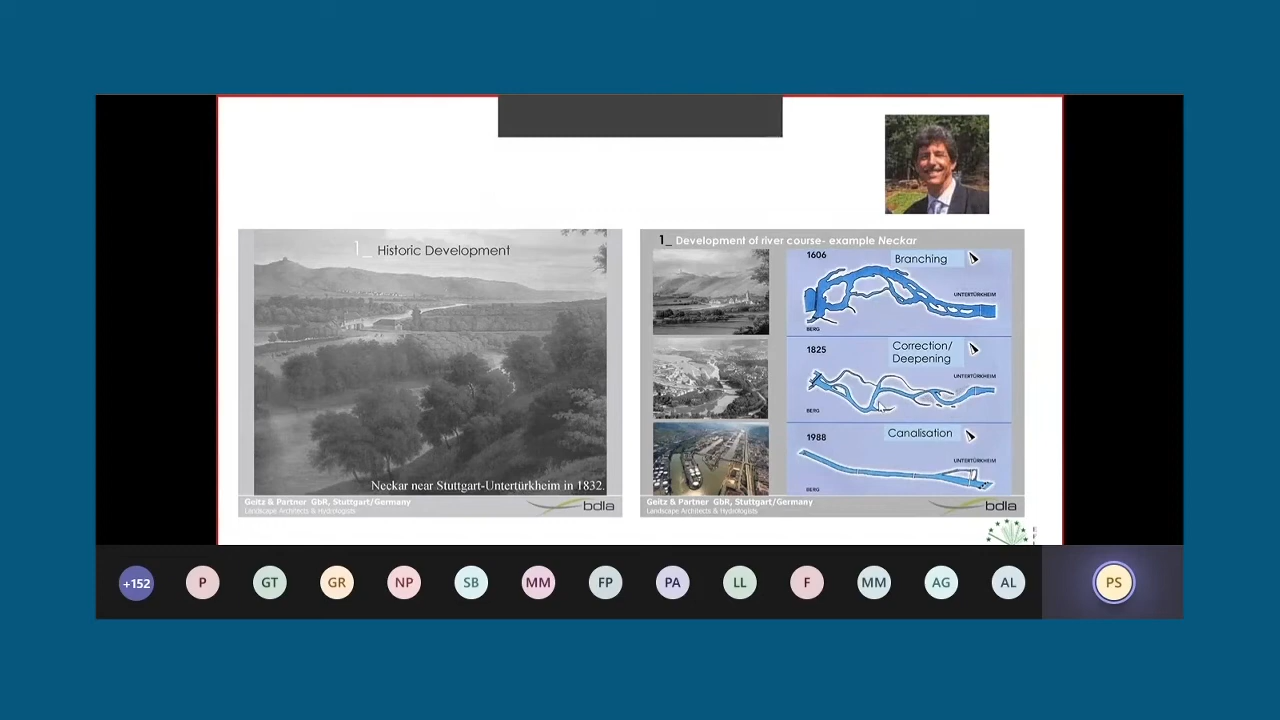 1_ Historic Development
Neckar near Stuttgart-Untertürkheim in 1832.
Geitz & Partner GbR, Stuttgart/Germany
Landscape Architects & Hydrologists
bdla
1_ Development of river course- example Neckar
1606
Branching
UNTERTÜRKHEIM
BERG
1825
Correction/
Deepening
UNTERTÜRKHEIM
BERG
1988
Canalisation
UNTERTÜRKHEIM
BERG
Geitz & Partner GbR, Stuttgart/Germany
Landscape Architects & Hydrologists
bdla
+152
P
GT
GR
NP
SB
MM
FP
PA
LL
F
MM
AG
AL
PS